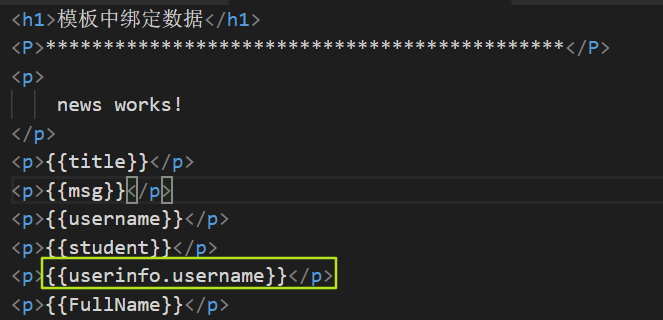 <h1>模板中绑定数据</h1>
<P>*********************************************</P>
<p>
news works!
</p>
<p>{{title}}</p>
<p>{{msg}}</p>
<p>{{username}}</p>
<p>{{student}}</p>
<p>{{userinfo.username}}</p>
<p>{{FullName}}</p>